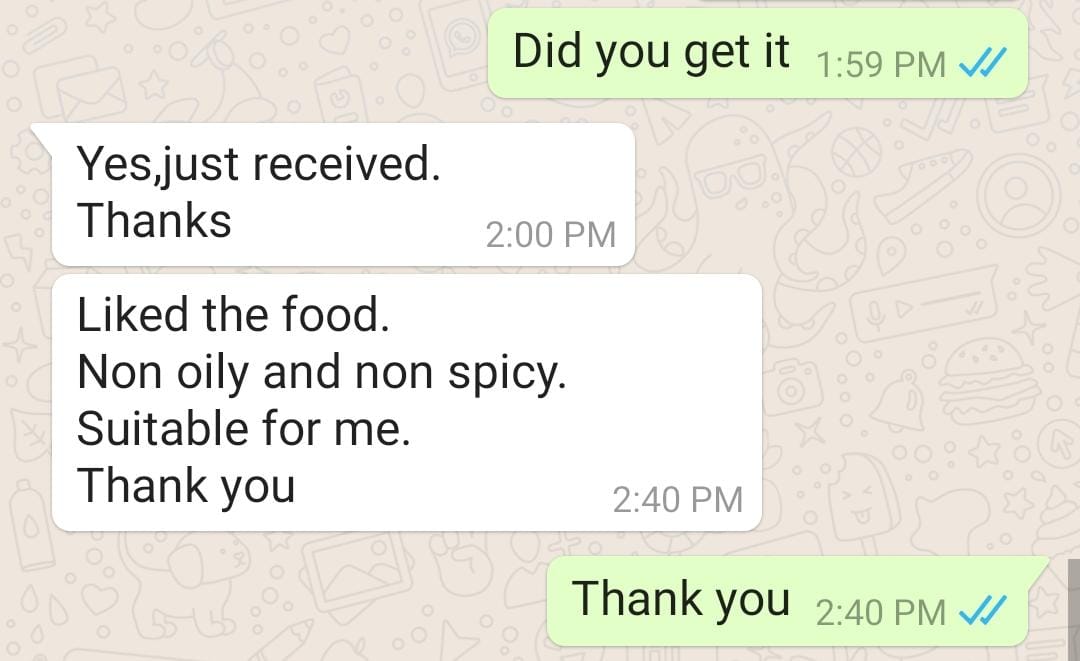 Did you get it 1:59 PM
Yes,just received.
Thanks 2:00 PM
Liked the food.
Non oily and non spicy.
Suitable for me.
Thank you 2:40 PM
Thank you 2:40 PM